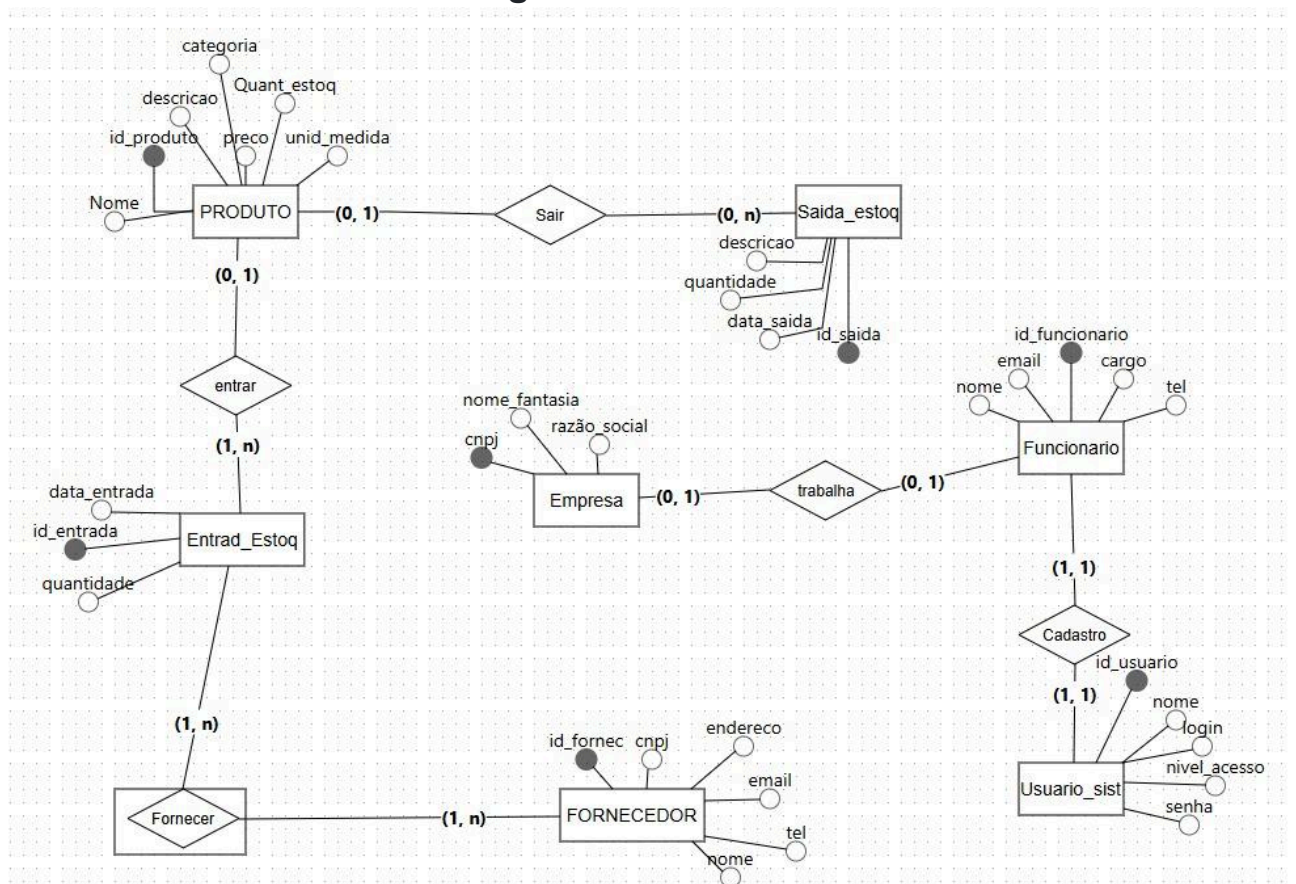 g
categoria
Quant_estoq
descricao
id_produto
preco
unid_medida
Nome
PRODUTO
(0, 1)
Sair
(0, n)
Saida_estoq
descricao
quantidade
data_saida
id_saida
(0, 1)
entrar
(1, n)
data_entrada
id_entrada
Entrad_Estoq
quantidade
nome_fantasia
razão_social
cnpj
Empresa
(0, 1)
trabalha
(0, 1)
id_funcionario
email
cargo
nome
tel
Funcionario
(1, 1)
Cadastro
(1, 1)
id_usuario
nome
login
nivel_acesso
Usuario_sist
senha
(1, n)
Fornecer
(1, n)
id_fornec
cnpj
endereco
email
FORNECEDOR
tel
nome